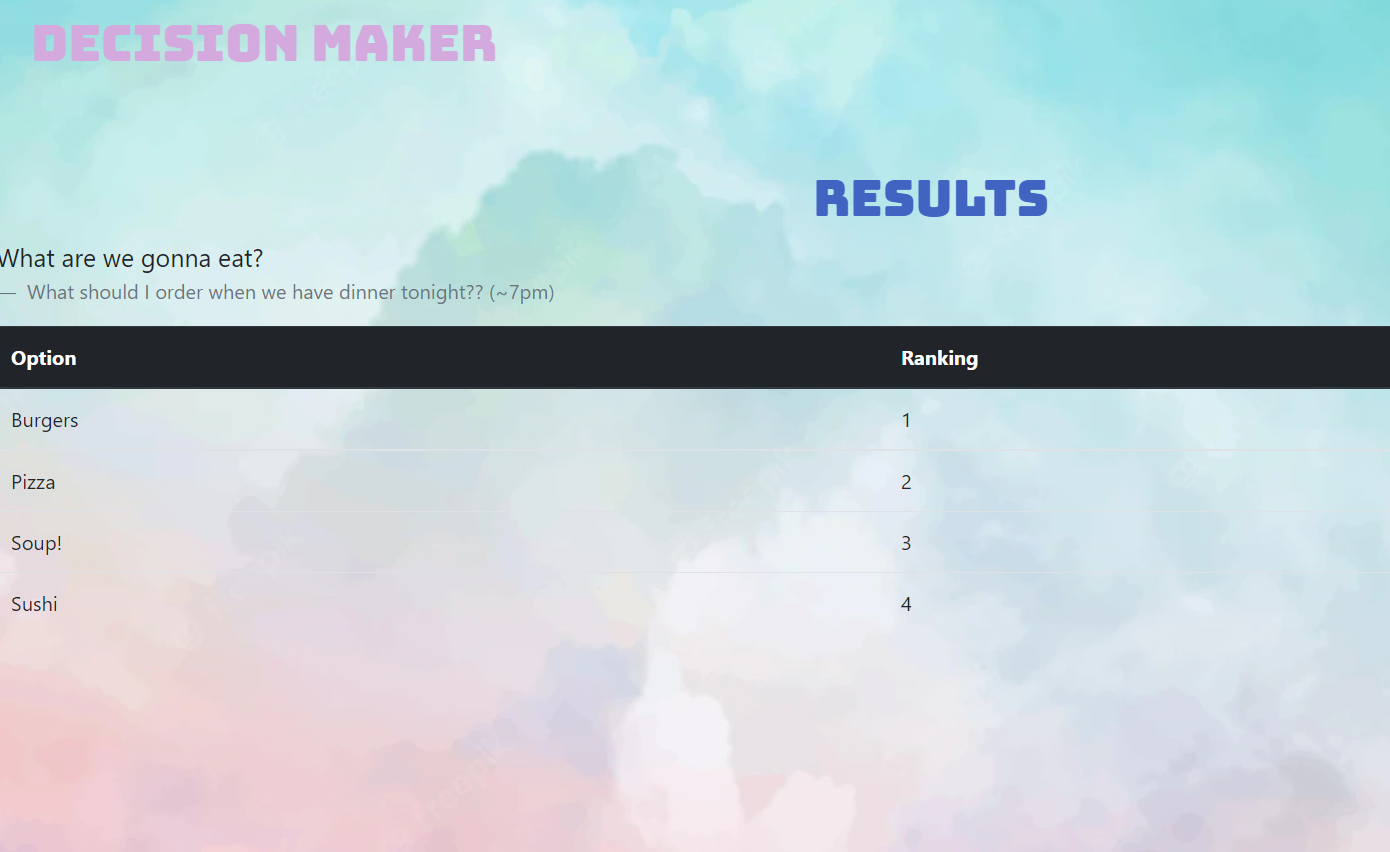 DECISION MAKER
RESULTS
What are we gonna eat?
— What should I order when we have dinner tonight?? (~7pm)
Option Ranking
Burgers 1
Pizza 2
Soup! 3
Sushi 4